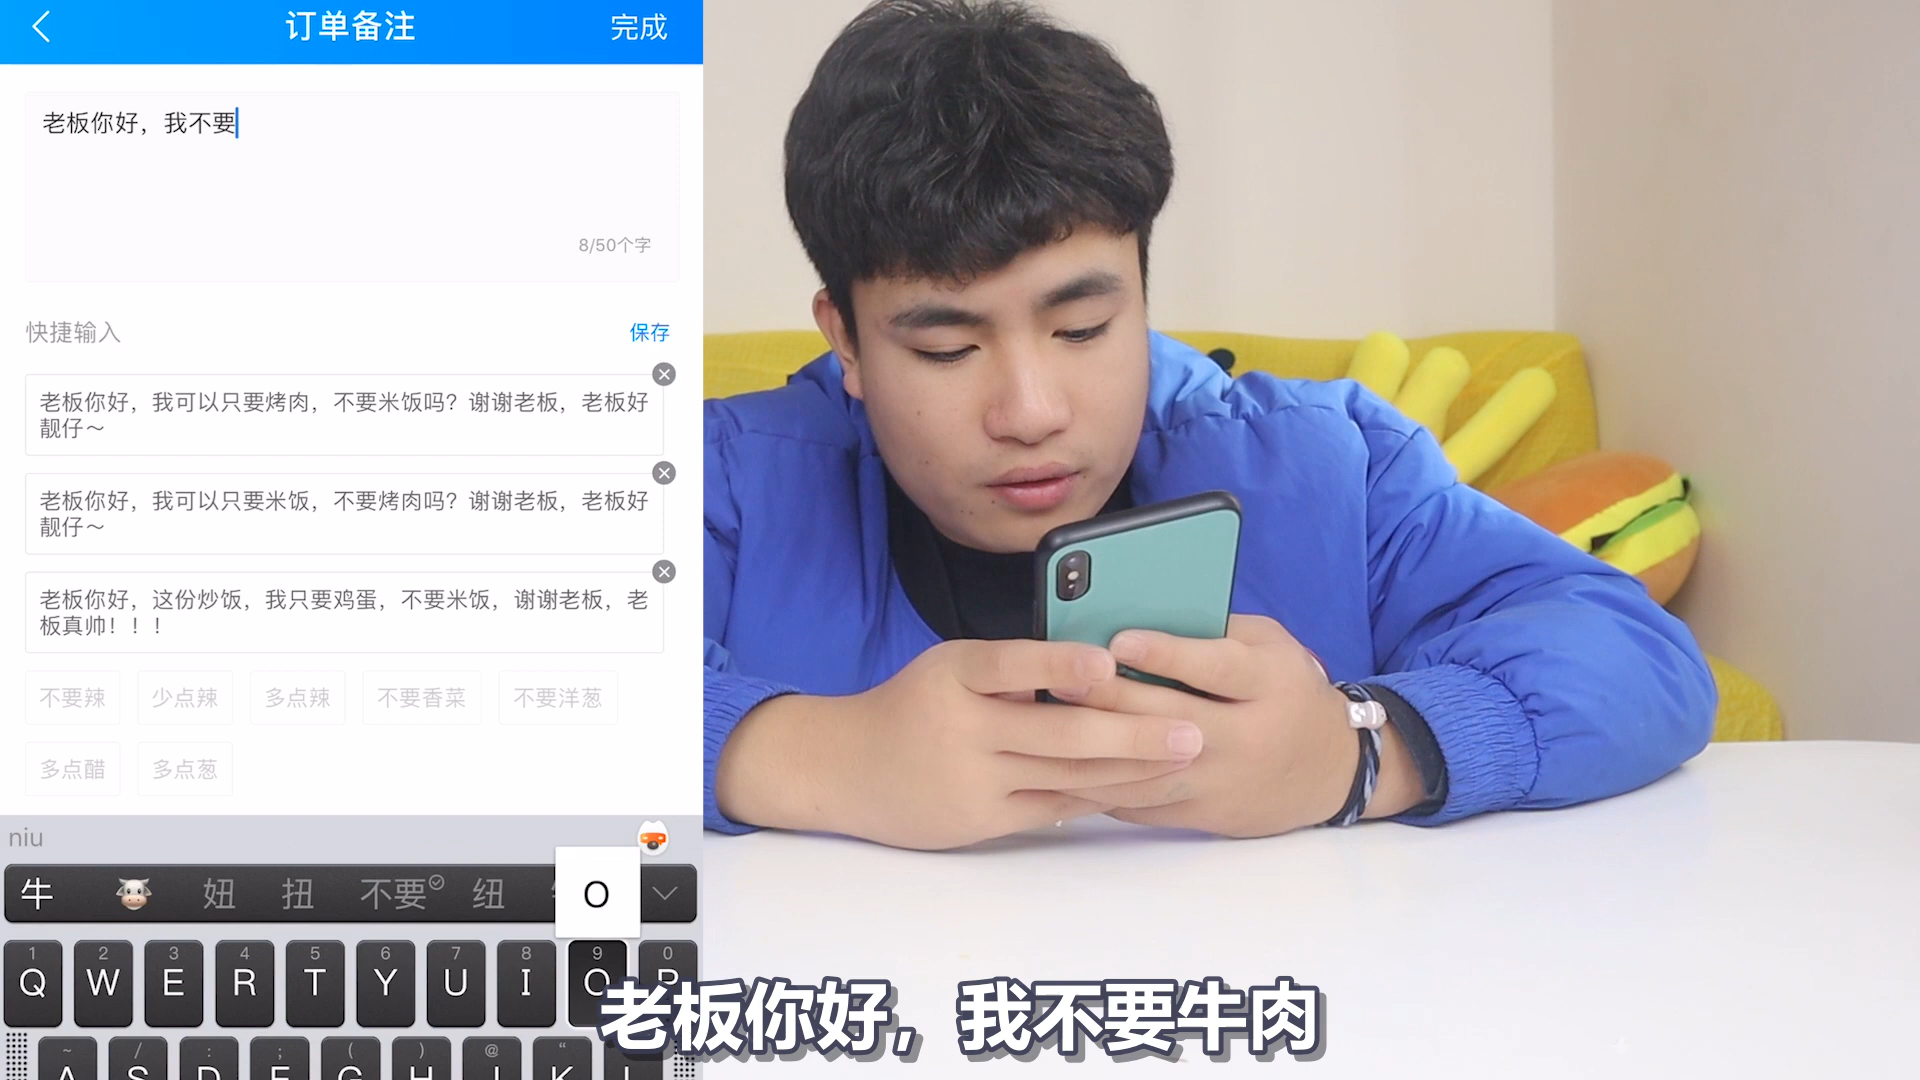 订单备注
完成
老板你好，我不要
8/50个字
快捷输入
保存
老板你好，我可以只要烤肉，不要米饭吗？谢谢老板，老板好
靓仔～
老板你好，我可以只要米饭，不要烤肉吗？谢谢老板，老板好
靓仔～
老板你好，这份炒饭，我只要鸡蛋，不要米饭，谢谢老板，老
板真帅！！！
不要辣 少点辣 多点辣 不要香菜 不要洋葱
多点醋 多点葱
niu
牛 🐮 妞 扭 不要 纽 O
1 2 3 4 5 6 7 8 9 0
Q W E R T Y U I O P
~ / : ; ( ) @ “
A S D F G H J K L
老板你好，我不要牛肉